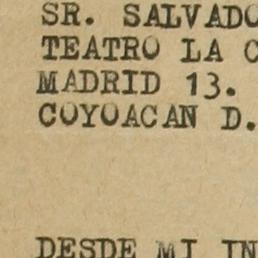 SR. SALVADO
TEATRO LA C
MADRID 13.
COYOACAN D.
DESDE MI IN